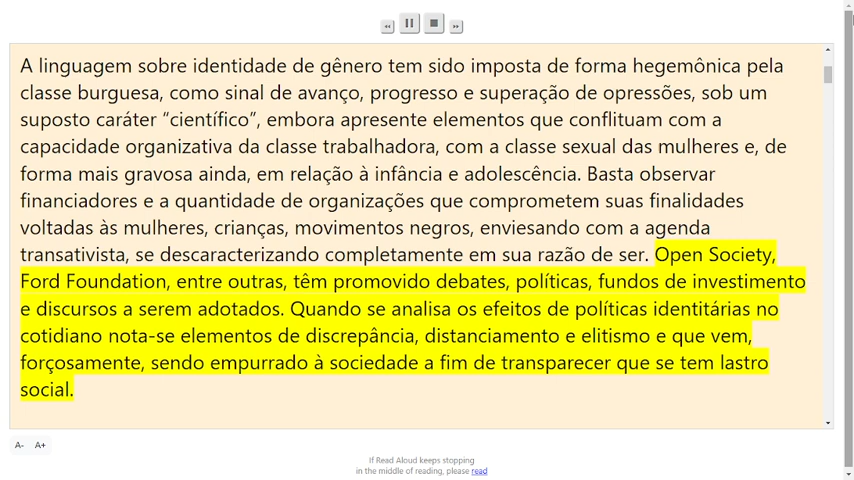 A linguagem sobre identidade de gênero tem sido imposta de forma hegemônica pela
classe burguesa, como sinal de avanço, progresso e superação de opressões, sob um
suposto caráter “científico”, embora apresente elementos que conflituam com a
capacidade organizativa da classe trabalhadora, com a classe sexual das mulheres e, de
forma mais gravosa ainda, em relação à infância e adolescência. Basta observar
financiadores e a quantidade de organizações que comprometem suas finalidades
voltadas às mulheres, crianças, movimentos negros, enviesando com a agenda
transativista, se descaracterizando completamente em sua razão de ser. Open Society,
Ford Foundation, entre outras, têm promovido debates, políticas, fundos de investimento
e discursos a serem adotados. Quando se analisa os efeitos de políticas identitárias no
cotidiano nota-se elementos de discrepância, distanciamento e elitismo e que vem,
forçosamente, sendo empurrado à sociedade a fim de transparecer que se tem lastro
social.
A- A+
If Read Aloud keeps stopping
in the middle of reading, please read